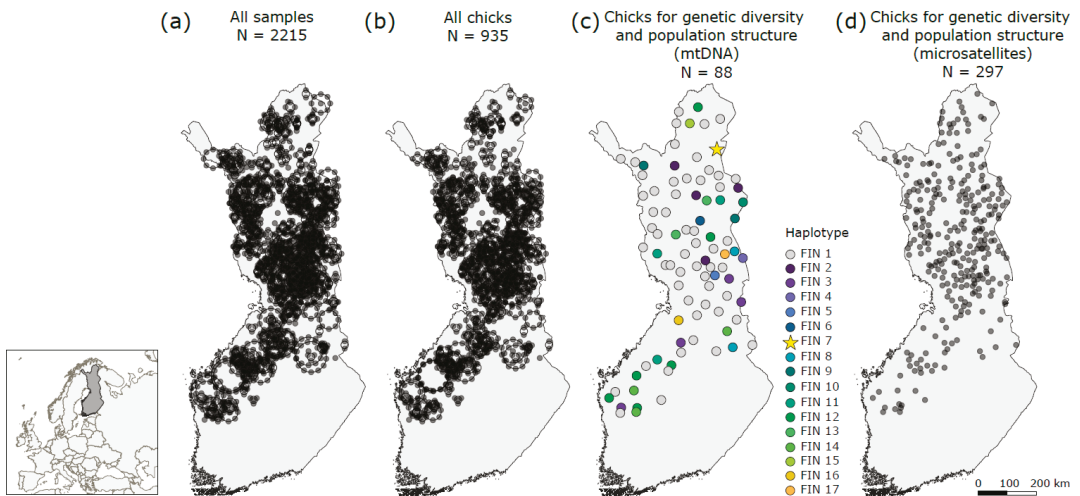 (a)
All samples
N = 2215
(b)
All chicks
N = 935
(c)
Chicks for genetic diversity
and population structure
(mtDNA)
N = 88
(d)
Chicks for genetic diversity
and population structure
(microsatellites)
N = 297
Haplotype
FIN 1
FIN 2
FIN 3
FIN 4
FIN 5
FIN 6
FIN 7
FIN 8
FIN 9
FIN 10
FIN 11
FIN 12
FIN 13
FIN 14
FIN 15
FIN 16
FIN 17
0 100 200 km